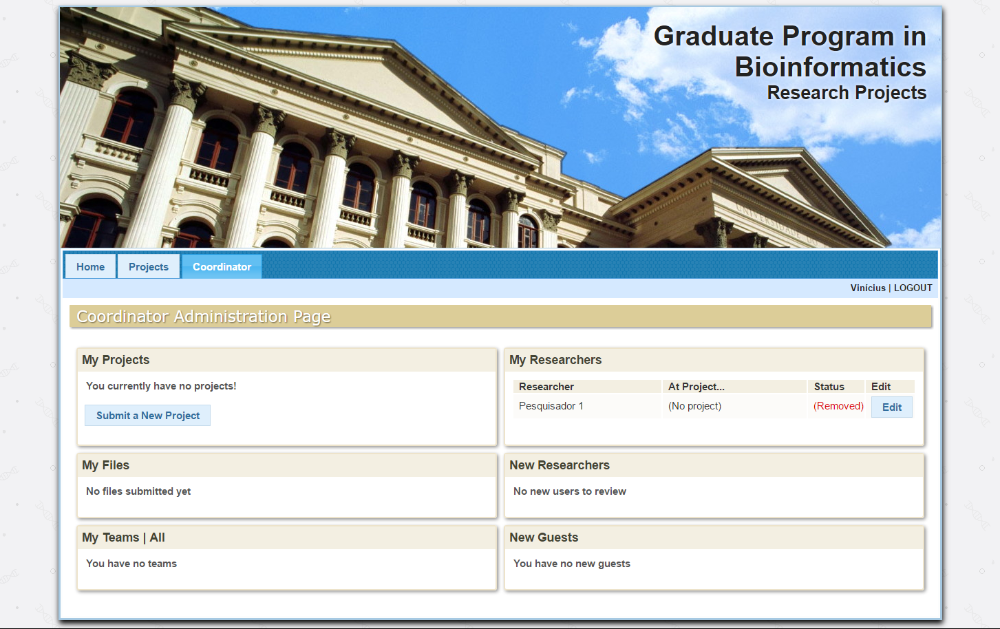 Graduate Program in
Bioinformatics
Research Projects
UNIVERSIDADE DO
Home Projects Coordinator
Vinícius | LOGOUT
Coordinator Administration Page
My Projects
You currently have no projects!
Submit a New Project
My Researchers
Researcher At Project... Status Edit
Pesquisador 1 (No project) (Removed) Edit
My Files
No files submitted yet
New Researchers
No new users to review
My Teams | All
You have no teams
New Guests
You have no new guests